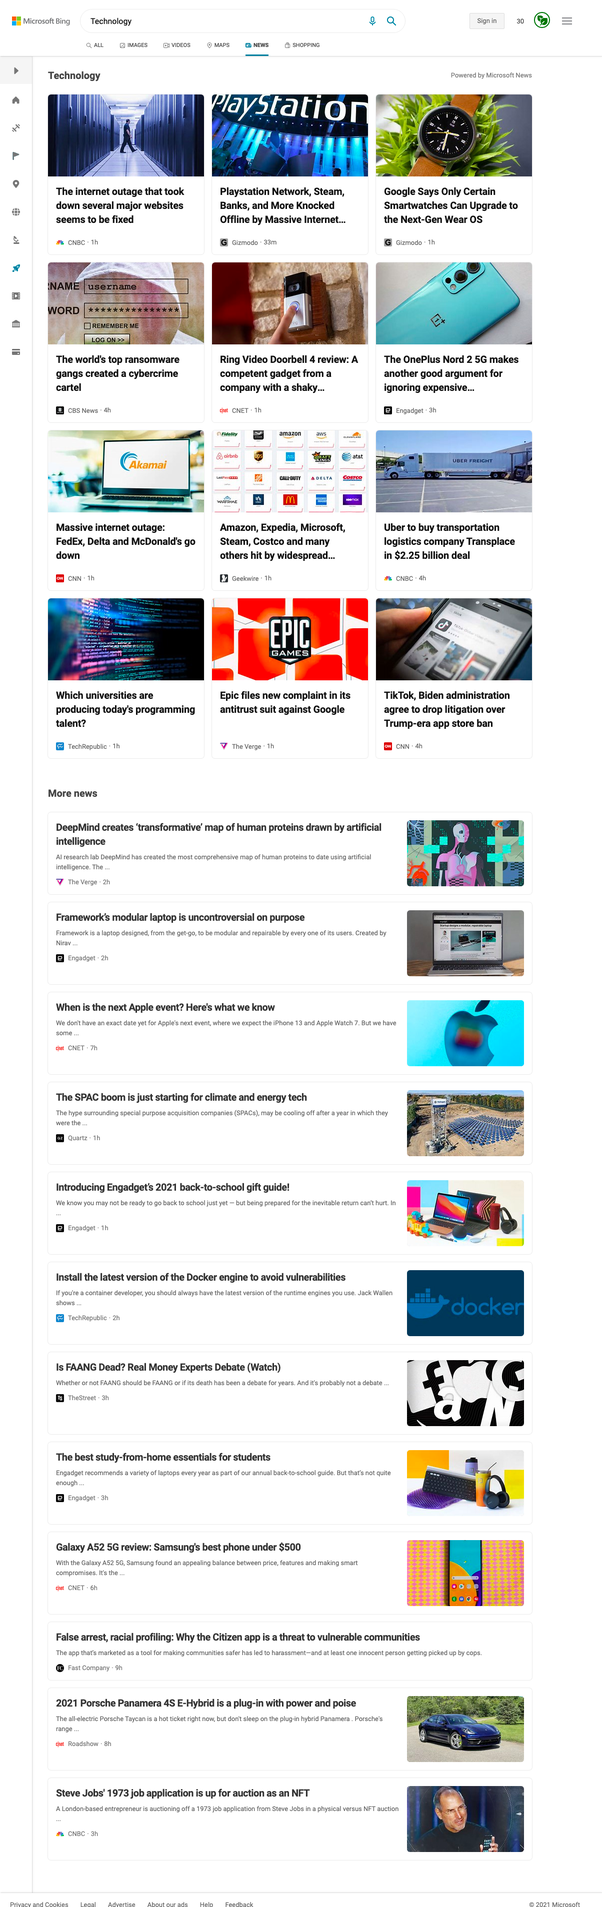 Microsoft Bing
Technology
Sign in
30
ALL
IMAGES
VIDEOS
MAPS
NEWS
SHOPPING
Technology
Powered by Microsoft News
PlayStation
The internet outage that took
down several major websites
seems to be fixed
CNBC · 1h
Playstation Network, Steam,
Banks, and More Knocked
Offline by Massive Internet...
Gizmodo · 33m
Google Says Only Certain
Smartwatches Can Upgrade to
the Next-Gen Wear OS
Gizmodo · 1h
NAME username
WORD ***************
REMEMBER ME
LOG ON >>
The world's top ransomware
gangs created a cybercrime
cartel
CBS News · 4h
Ring Video Doorbell 4 review: A
competent gadget from a
company with a shaky...
CNET · 1h
The OnePlus Nord 2 5G makes
another good argument for
ignoring expensive...
Engadget · 3h
Akamai
Fidelity
amazon
aws
airbnb
at&t
CALL·DUTY
DELTA
COSTCO
UBER FREIGHT
Massive internet outage:
FedEx, Delta and McDonald's go
down
CNN · 1h
Amazon, Expedia, Microsoft,
Steam, Costco and many
others hit by widespread...
Geekwire · 1h
Uber to buy transportation
logistics company Transplace
in $2.25 billion deal
CNBC · 4h
EPIC
GAMES
Which universities are
producing today's programming
talent?
TechRepublic · 1h
Epic files new complaint in its
antitrust suit against Google
The Verge · 1h
TikTok, Biden administration
agree to drop litigation over
Trump-era app store ban
CNN · 4h
More news
DeepMind creates ‘transformative’ map of human proteins drawn by artificial
intelligence
AI research lab DeepMind has created the most comprehensive map of human proteins to date using artificial
intelligence. The ...
The Verge · 2h
Framework's modular laptop is uncontroversial on purpose
Framework is a laptop designed, from the get-go, to be modular and repairable by every one of its users. Created by
Nirav ...
Engadget · 2h
When is the next Apple event? Here's what we know
We don't have an exact date yet for Apple's next event, where we expect the iPhone 13 and Apple Watch 7. But we have
some ...
CNET · 7h
The SPAC boom is just starting for climate and energy tech
The hype surrounding special purpose acquisition companies (SPACs), may be cooling off after a year in which they
were the ...
Quartz · 1h
Introducing Engadget's 2021 back-to-school gift guide!
We know you may not be ready to go back to school just yet — but being prepared for the inevitable return can't hurt. In
...
Engadget · 1h
Install the latest version of the Docker engine to avoid vulnerabilities
If you're a container developer, you should always have the latest version of the runtime engines you use. Jack Wallen
shows ...
TechRepublic · 2h
docker
Is FAANG Dead? Real Money Experts Debate (Watch)
Whether or not FAANG should be FAANG or if its death has been a debate for years. And it's probably not a debate ...
TheStreet · 3h
The best study-from-home essentials for students
Engadget recommends a variety of laptops every year as part of our annual back-to-school guide. But that's not quite
enough ...
Engadget · 3h
Galaxy A52 5G review: Samsung's best phone under $500
With the Galaxy A52 5G, Samsung found an appealing balance between price, features and making smart
compromises. It's the ...
CNET · 6h
False arrest, racial profiling: Why the Citizen app is a threat to vulnerable communities
The app that's marketed as a tool for making communities safer has led to harassment—and at least one innocent person getting picked up by cops.
Fast Company · 9h
2021 Porsche Panamera 4S E-Hybrid is a plug-in with power and poise
The all-electric Porsche Taycan is a hot ticket right now, but don't sleep on the plug-in hybrid Panamera . Porsche's
range ...
Roadshow · 8h
Steve Jobs' 1973 job application is up for auction as an NFT
A London-based entrepreneur is auctioning off a 1973 job application from Steve Jobs in a physical versus NFT auction
...
CNBC · 3h
Privacy and Cookies
Legal
Advertise
About our ads
Help
Feedback
© 2021 Microsoft